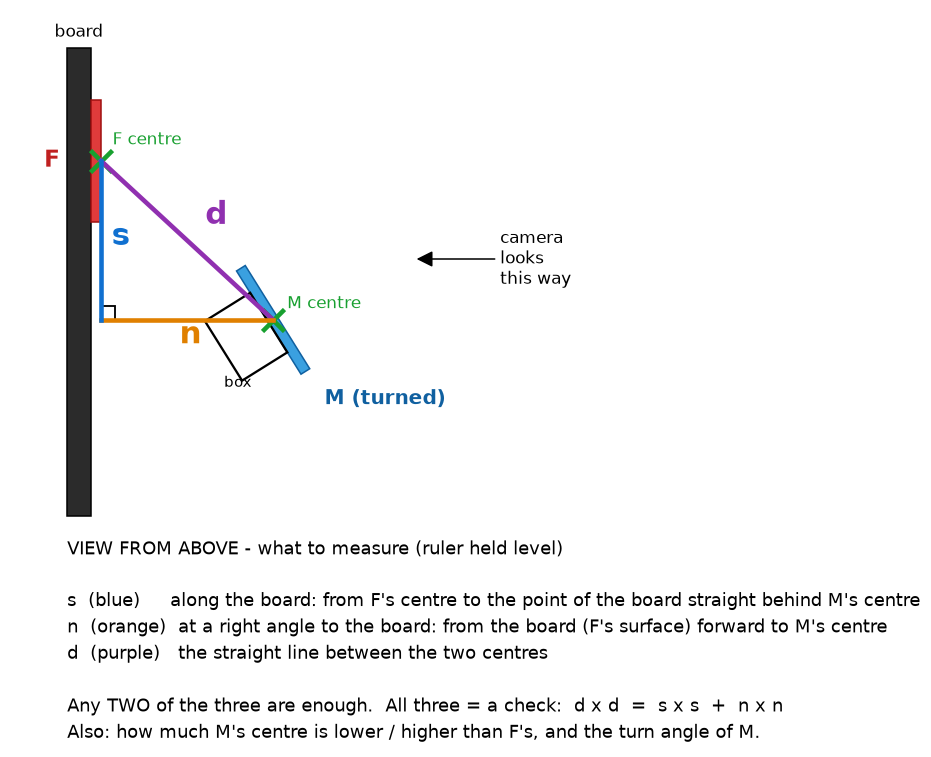 board
F centre
F
s
d
camera
looks
this way
M centre
n
box
M (turned)
VIEW FROM ABOVE - what to measure (ruler held level)
s (blue) along the board: from F's centre to the point of the board straight behind M's centre
n (orange) at a right angle to the board: from the board (F's surface) forward to M's centre
d (purple) the straight line between the two centres
Any TWO of the three are enough. All three = a check: d x d = s x s + n x n
Also: how much M's centre is lower / higher than F's, and the turn angle of M.